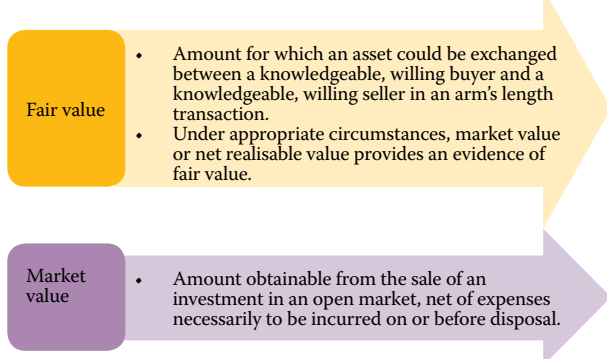 Fair value
• Amount for which an asset could be exchanged
between a knowledgeable, willing buyer and a
knowledgeable, willing seller in an arm's length
transaction.
• Under appropriate circumstances, market value
or net realisable value provides an evidence of
fair value.
Market
value
• Amount obtainable from the sale of an
investment in an open market, net of expenses
necessarily to be incurred on or before disposal.